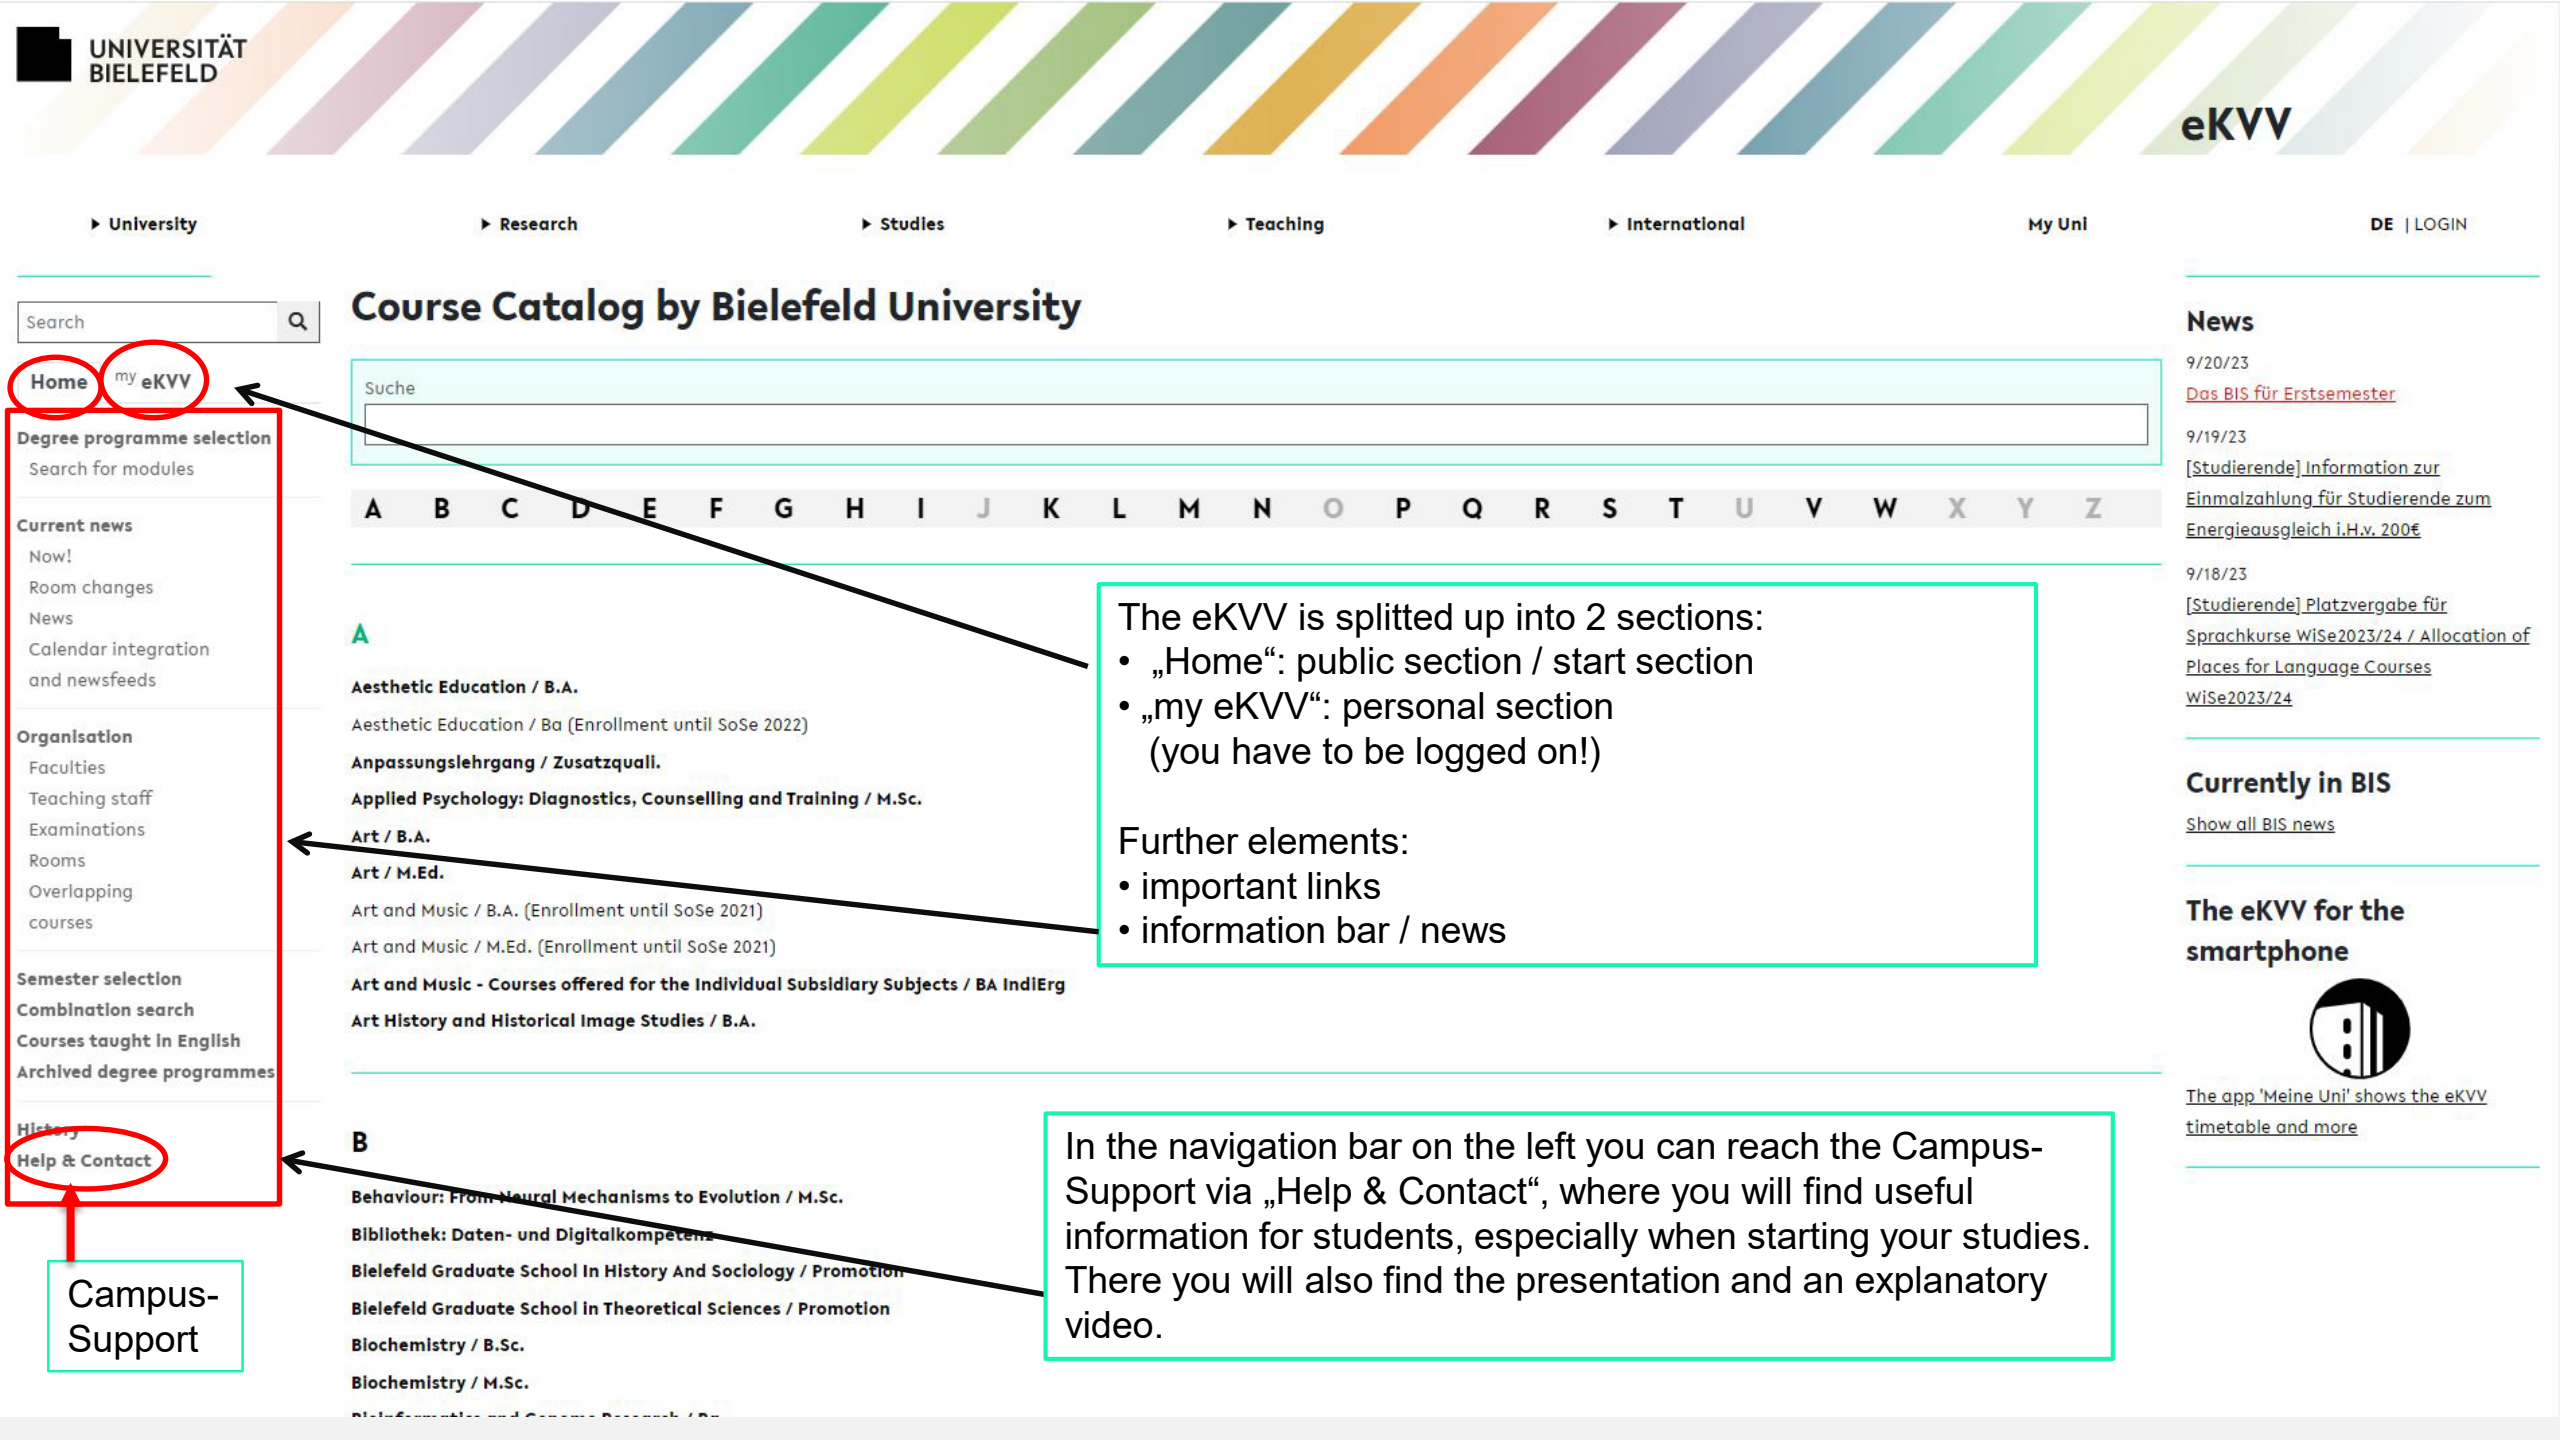 UNIVERSITÄT
BIELEFELD
eKVV
University
Research
Studies
Teaching
International
My Uni
DE | LOGIN
Search
Home
my eKVV
Degree programme selection
Search for modules
Current news
Now!
Room changes
News
Calendar integration
and newsfeeds
Organisation
Faculties
Teaching staff
Examinations
Rooms
Overlapping
courses
Semester selection
Combination search
Courses taught in English
Archived degree programmes
History
Help & Contact
Campus-
Support
Course Catalog by Bielefeld University
Suche
A B C D E F G H I J K L M N O P Q R S T U V W X Y Z
A
Aesthetic Education / B.A.
Aesthetic Education / Ba (Enrollment until SoSe 2022)
Anpassungslehrgang / Zusatzquali.
Applied Psychology: Diagnostics, Counselling and Training / M.Sc.
Art / B.A.
Art / M.Ed.
Art and Music / B.A. (Enrollment until SoSe 2021)
Art and Music / M.Ed. (Enrollment until SoSe 2021)
Art and Music - Courses offered for the Individual Subsidiary Subjects / BA IndiErg
Art History and Historical Image Studies / B.A.
B
Behaviour: From Neural Mechanisms to Evolution / M.Sc.
Bibliothek: Daten- und Digitalkompetenz
Bielefeld Graduate School In History And Sociology / Promotion
Bielefeld Graduate School in Theoretical Sciences / Promotion
Biochemistry / B.Sc.
Biochemistry / M.Sc.
The eKVV is splitted up into 2 sections:
• „Home“: public section / start section
• „my eKVV“: personal section
(you have to be logged on!)
Further elements:
• important links
• information bar / news
In the navigation bar on the left you can reach the Campus-
Support via „Help & Contact“, where you will find useful
information for students, especially when starting your studies.
There you will also find the presentation and an explanatory
video.
News
9/20/23
Das BIS für Erstsemester
9/19/23
[Studierende] Information zur
Einmalzahlung für Studierende zum
Energieausgleich i.H.v. 200€
9/18/23
[Studierende] Platzvergabe für
Sprachkurse WiSe2023/24 / Allocation of
Places for Language Courses
WiSe2023/24
Currently in BIS
Show all BIS news
The eKVV for the
smartphone
The app 'Meine Uni' shows the eKVV
timetable and more